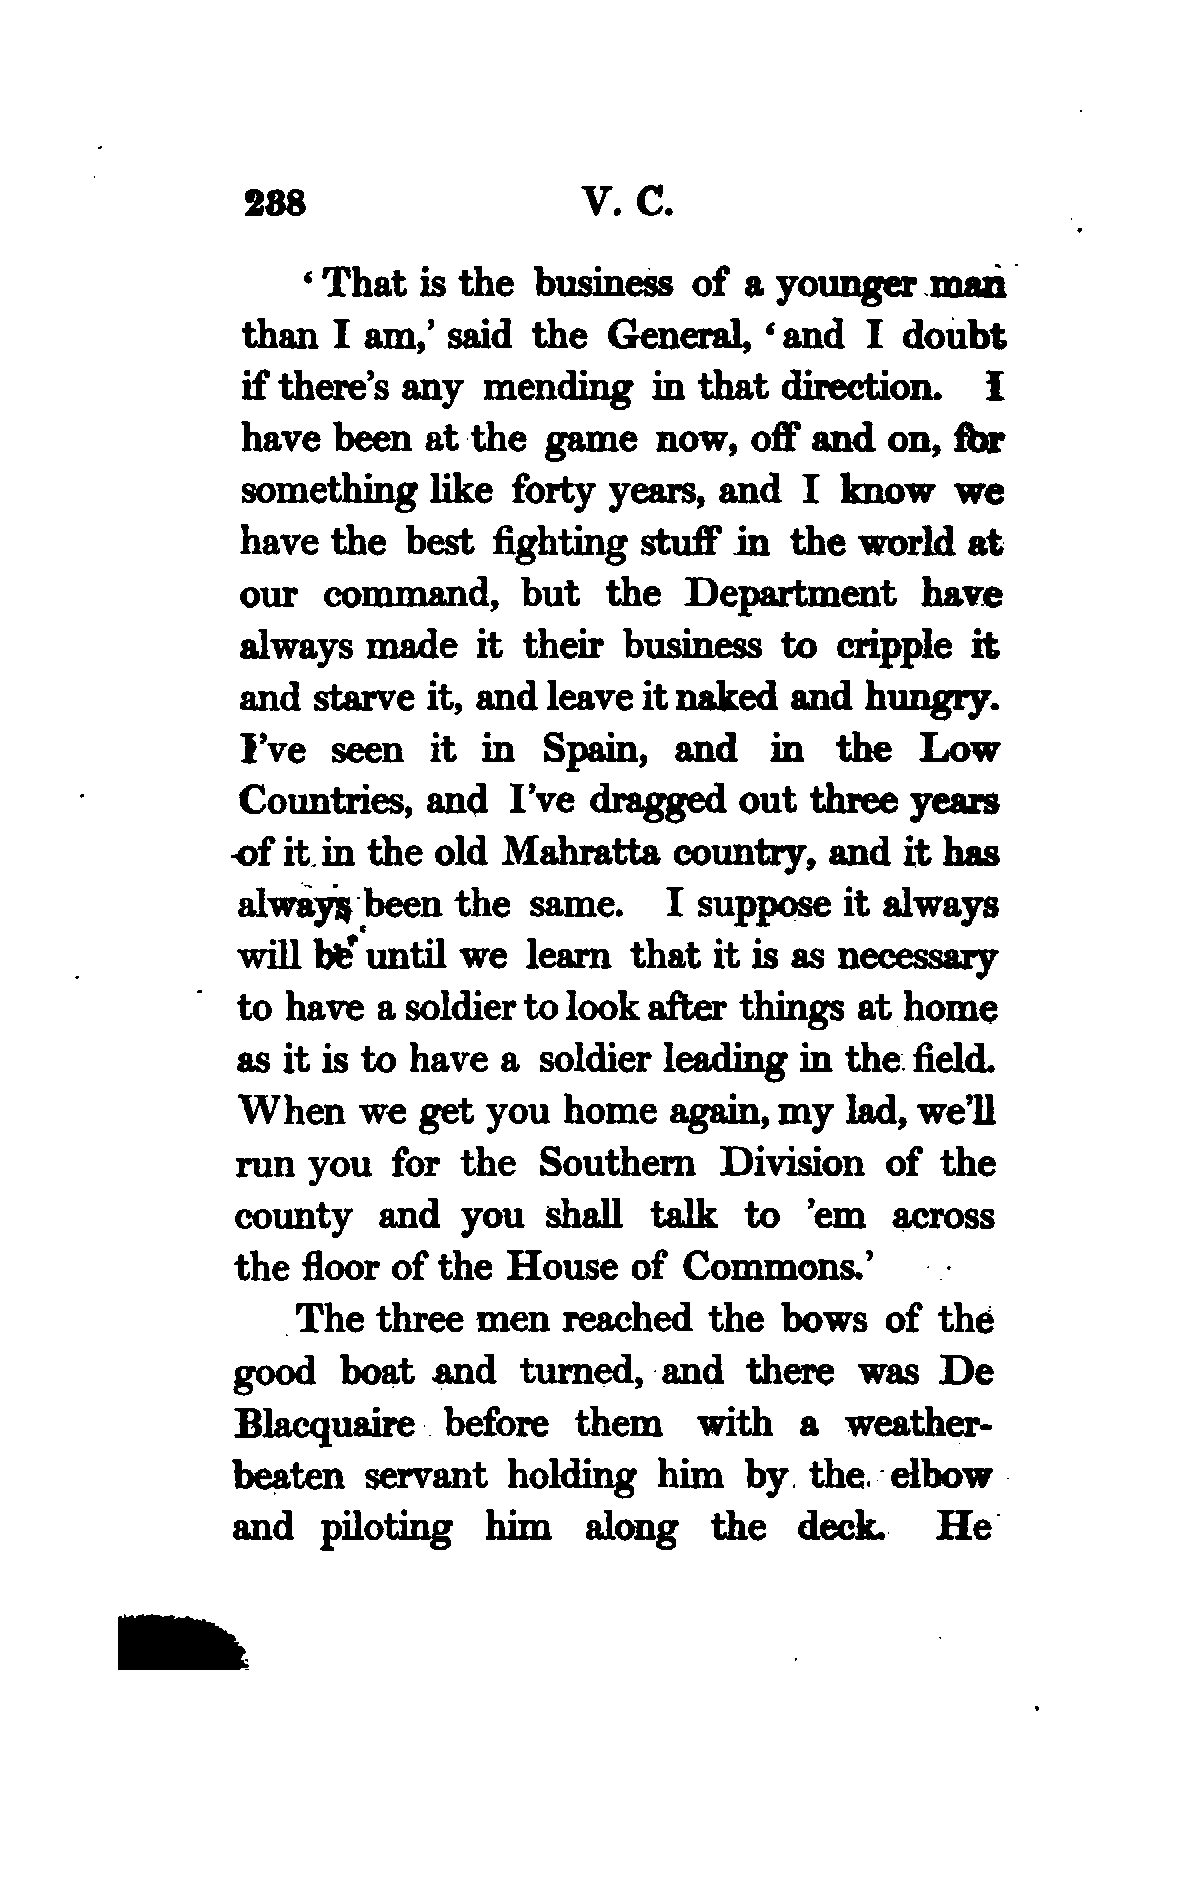 238 V. C.
‘That is the business of a younger man
than I am,’ said the General, ‘and I doubt
if there’s any mending in that direction. I
have been at the game now, off and on, for
something like forty years, and I know we
have the best fighting stuff in the world at
our command, but the Department have
always made it their business to cripple it
and starve it, and leave it naked and hungry.
I’ve seen it in Spain, and in the Low
Countries, and I’ve dragged out three years
of it in the old Mahratta country, and it has
always been the same. I suppose it always
will be until we learn that it is as necessary
to have a soldier to look after things at home
as it is to have a soldier leading in the field.
When we get you home again, my lad, we’ll
run you for the Southern Division of the
county and you shall talk to ’em across
the floor of the House of Commons.’
The three men reached the bows of the
good boat and turned, and there was De
Blacquaire before them with a weather-
beaten servant holding him by the elbow
and piloting him along the deck. He